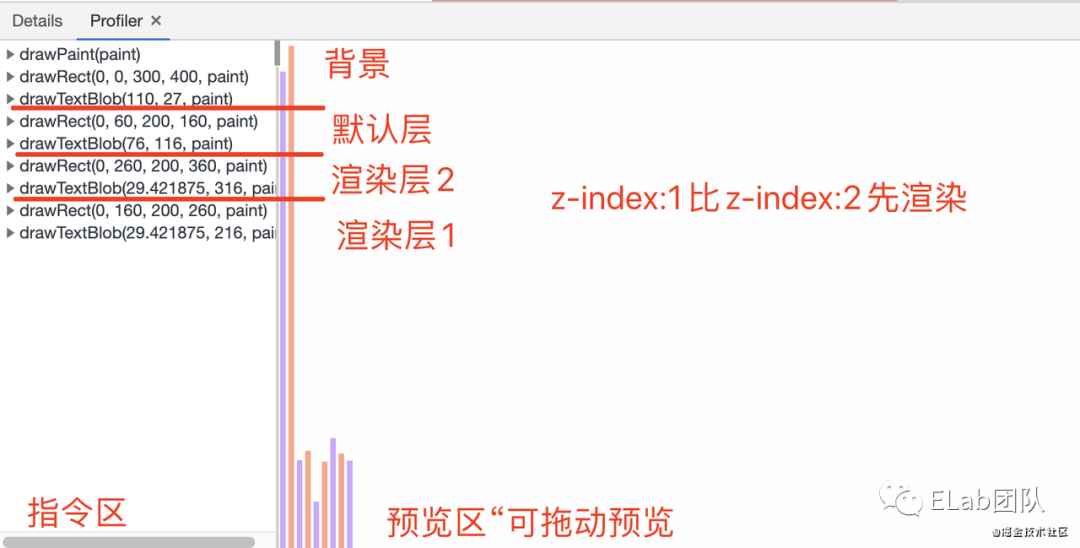 Details Profiler ×
drawPaint(paint)
drawRect(0, 0, 300, 400, paint)
drawTextBlob(110, 27, paint)
drawRect(0, 60, 200, 160, paint)
drawTextBlob(76, 116, paint)
drawRect(0, 260, 200, 360, paint)
drawTextBlob(29.421875, 316, pai
drawRect(0, 160, 200, 260, paint)
drawTextBlob(29.421875, 216, pai
背景
默认层
渲染层2
渲染层1
z-index:1比z-index:2先渲染
指令区
预览区“可拖动预览
ELab团队
@掘金技术社区